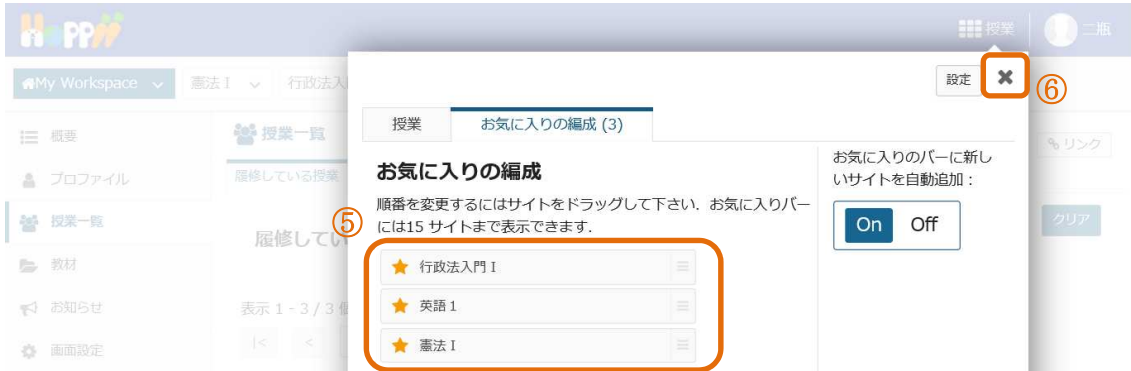 Hoppii
授業
二瓶
My Workspace
憲法 I
行政法入
設定
⑥
授業
お気に入りの編成 (3)
概要
プロファイル
授業一覧
教材
お知らせ
画面設定
授業一覧
リンク
履修している授業
クリア
履修してい
表示 1 - 3 / 3
|<
<
⑤
お気に入りの編成
順番を変更するにはサイトをドラッグして下さい．お気に入りバー
には15 サイトまで表示できます．
行政法入門 I
英語 1
憲法 I
お気に入りのバーに新し
いサイトを自動追加：
On Off